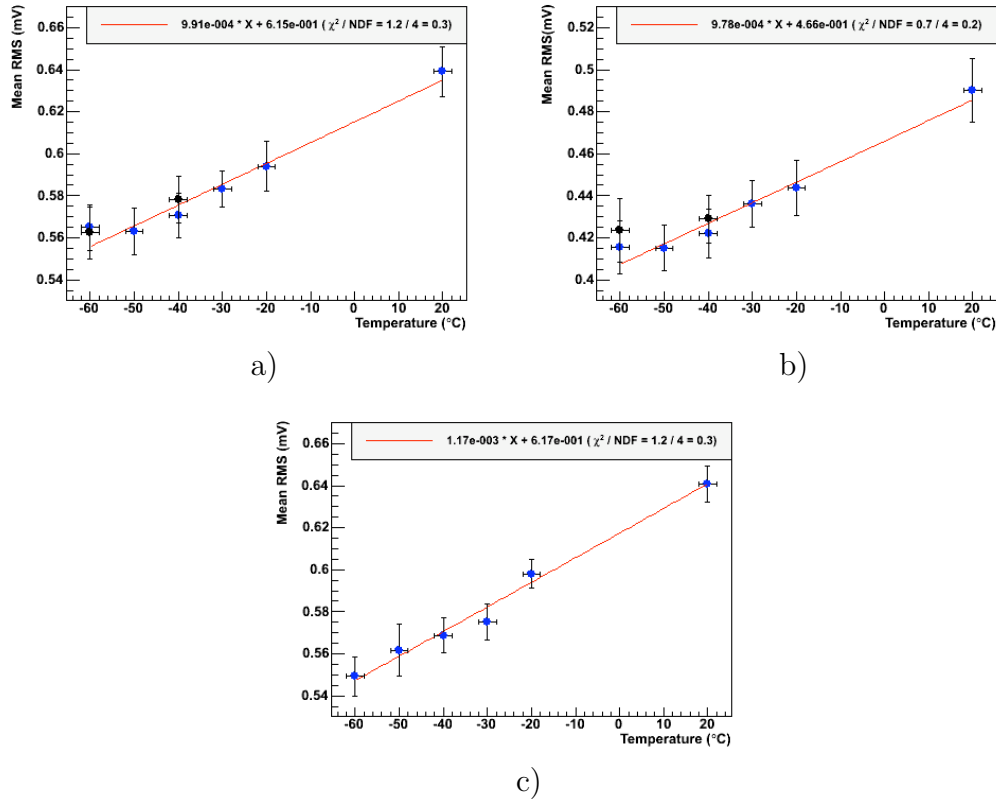 9.91e-004 * X + 6.15e-001 ( χ² / NDF = 1.2 / 4 = 0.3)
Mean RMS (mV)
0.66
0.64
0.62
0.6
0.58
0.56
0.54
-60 -50 -40 -30 -20 -10 0 10 20
Temperature (°C)
a)
9.78e-004 * X + 4.66e-001 ( χ² / NDF = 0.7 / 4 = 0.2)
Mean RMS(mV)
0.52
0.5
0.48
0.46
0.44
0.42
0.4
-60 -50 -40 -30 -20 -10 0 10 20
Temperature (°C)
b)
1.17e-003 * X + 6.17e-001 ( χ² / NDF = 1.2 / 4 = 0.3)
Mean RMS (mV)
0.66
0.64
0.62
0.6
0.58
0.56
0.54
-60 -50 -40 -30 -20 -10 0 10 20
Temperature (°C)
c)